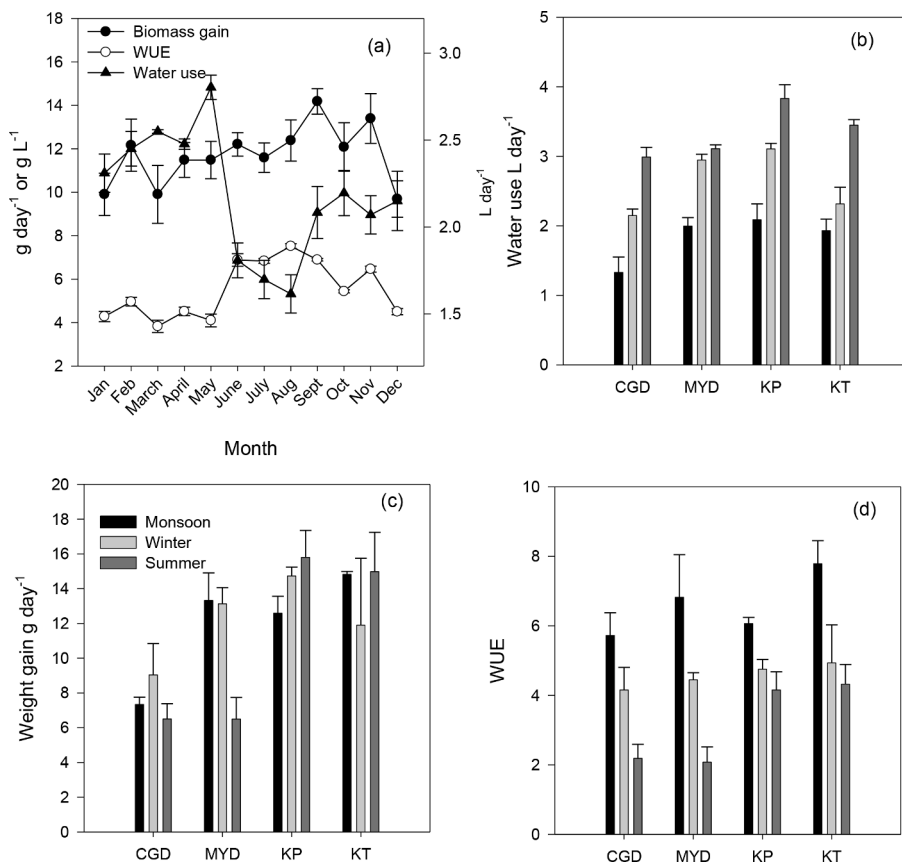 18
16
14
12
10
8
6
4
2
g day⁻¹ or g L⁻¹
Biomass gain
WUE
Water use
(a)
3.0
2.5
2.0
1.5
L day⁻¹
Jan
Feb
March
April
May
June
July
Aug
Sept
Oct
Nov
Dec
Month
5
4
3
2
1
0
Water use L day⁻¹
(b)
CGD
MYD
KP
KT
20
18
16
14
12
10
8
6
4
2
0
Weight gain g day⁻¹
(c)
Monsoon
Winter
Summer
CGD
MYD
KP
KT
10
8
6
4
2
0
WUE
(d)
CGD
MYD
KP
KT